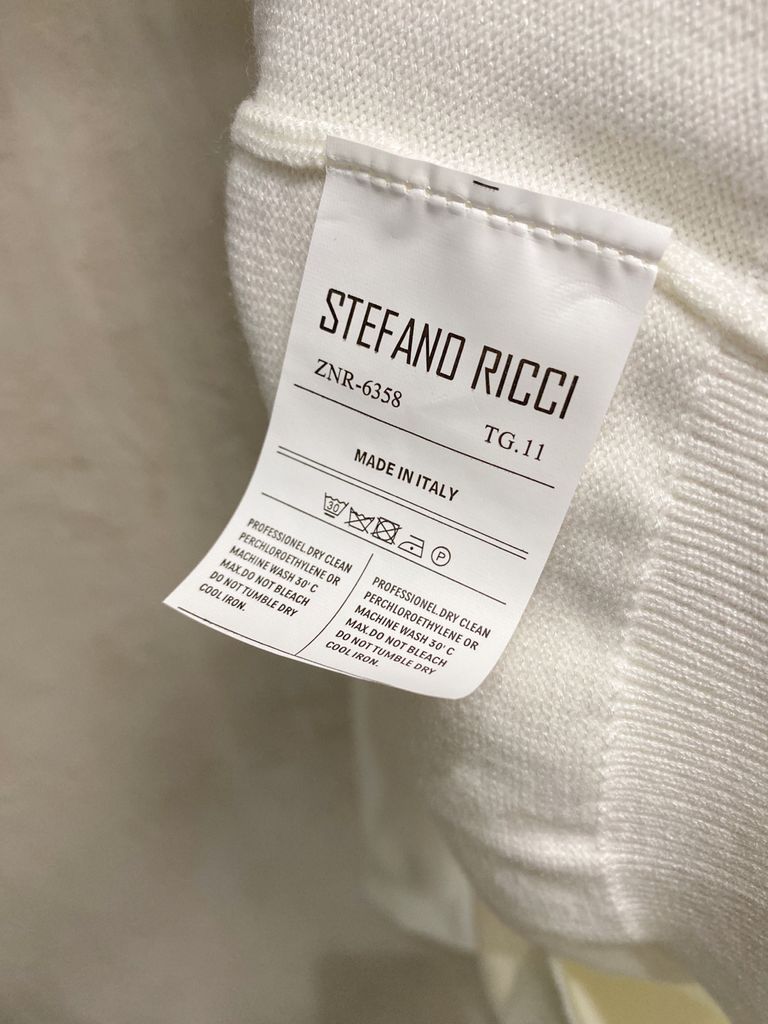 STEFANO RICCI
ZNR-6358
TG.11
MADE IN ITALY
30
P
PROFESSIONEL.DRY CLEAN
PERCHLOROETHYLENE OR
MACHINE WASH 30' C
MAX.DO NOT BLEACH
DO NOT TUMBLE DRY
COOL IRON.
PROFESSIONEL.DRY CLEAN
PERCHLOROETHYLENE OR
MACHINE WASH 30' C
MAX.DO NOT BLEACH
DO NOT TUMBLE DRY
COOL IRON.